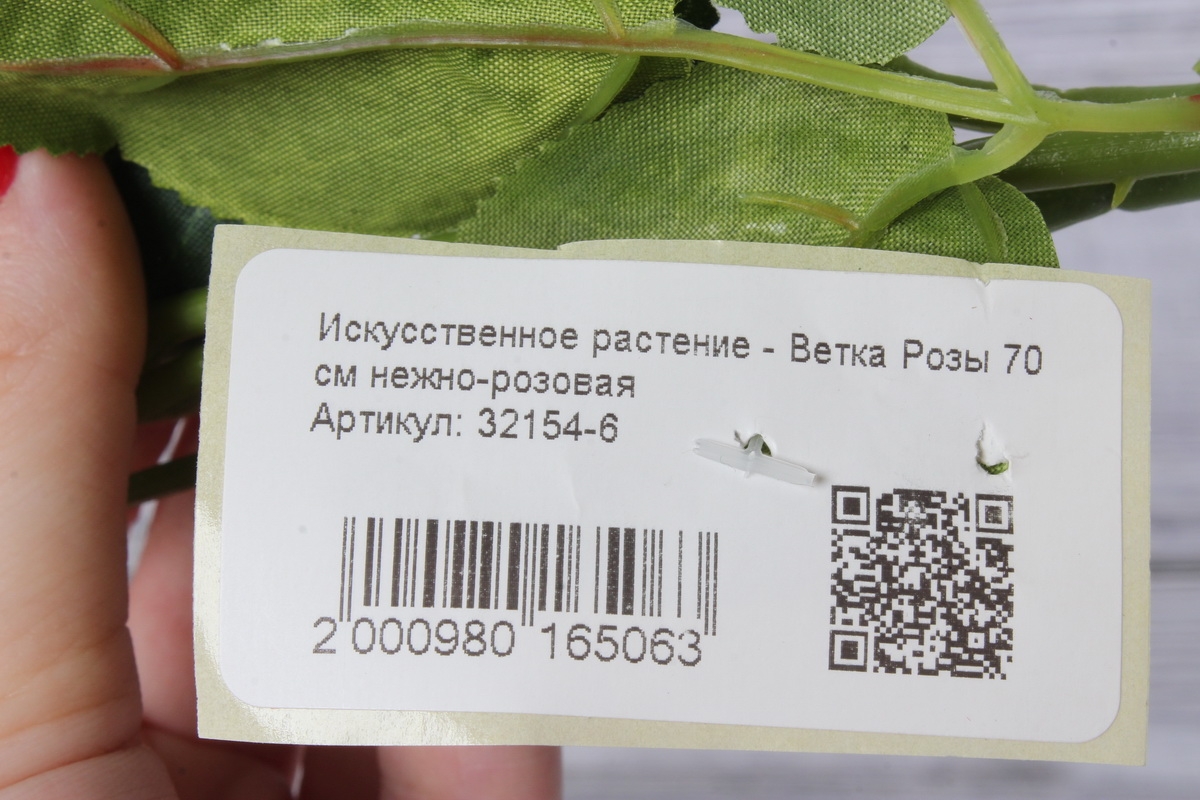 Искусственное растение - Ветка Розы 70
см нежно-розовая
Артикул: 32154-6
2 000980 165063